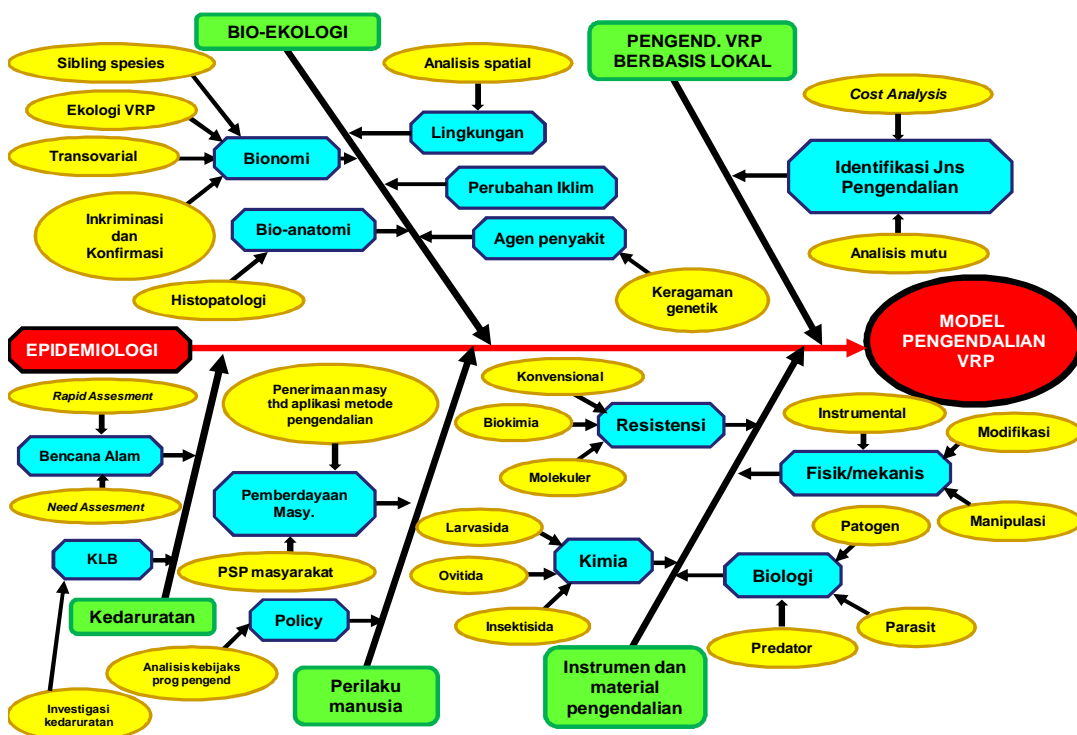 BIO-EKOLOGI
PENGEND. VRP
BERBASIS LOKAL
Sibling spesies
Analisis spatial
Ekologi VRP
Cost Analysis
Lingkungan
Transovarial
Bionomi
Identifikasi Jns
Pengendalian
Perubahan Iklim
Inkriminasi
dan
Konfirmasi
Bio-anatomi
Agen penyakit
Analisis mutu
Histopatologi
Keragaman
genetik
EPIDEMIOLOGI
MODEL
PENGENDALIAN
VRP
Rapid Assesment
Penerimaan masy
thd aplikasi metode
pengendalian
Konvensional
Instrumental
Biokimia
Resistensi
Modifikasi
Bencana Alam
Fisik/mekanis
Molekuler
Need Assesment
Pemberdayaan
Masy.
Manipulasi
Larvasida
Patogen
KLB
PSP masyarakat
Kimia
Ovitida
Biologi
Kedaruratan
Policy
Insektisida
Parasit
Predator
Analisis kebijaks
prog pengend
Perilaku
manusia
Instrumen dan
material
pengendalian
Investigasi
kedaruratan